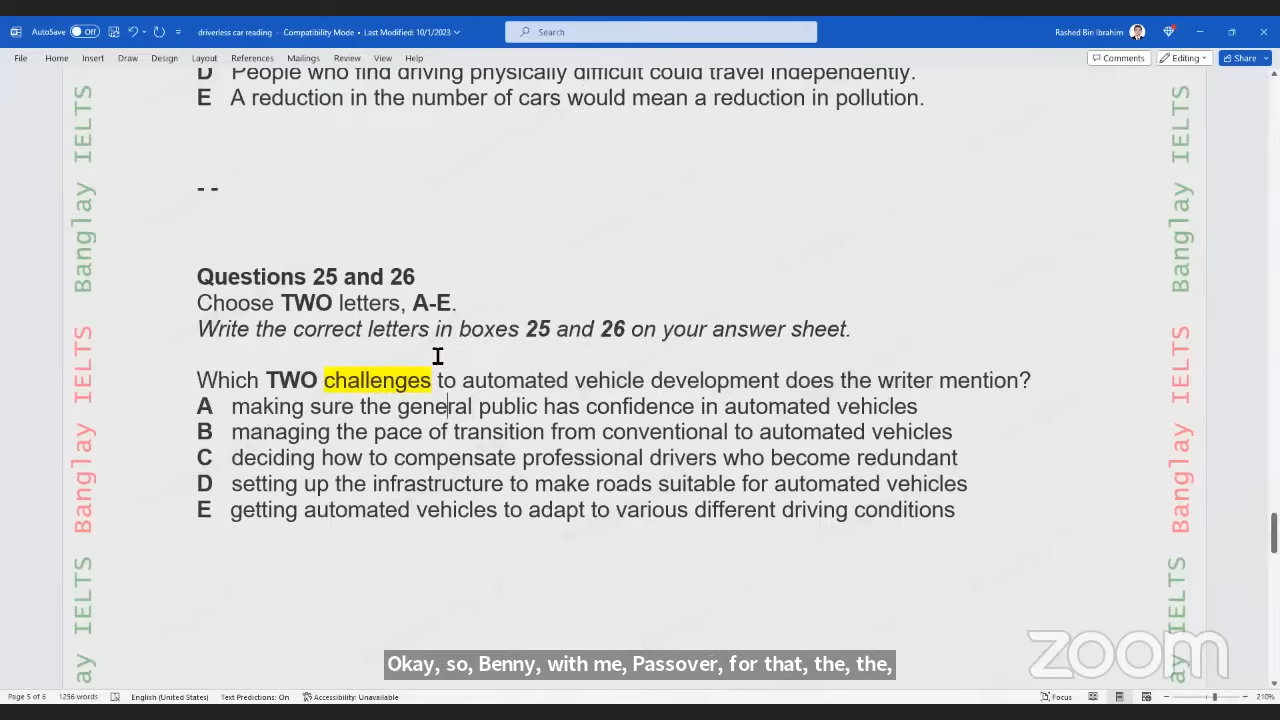 AutoSave Off driverless car reading - Compatibility Mode • Last Modified: 10/1/2023 Search Rashed Bin Ibrahim
File Home Insert Draw Design Layout References Mailings Review View Help Comments Editing Share
D People who find driving physically difficult could travel independently.
E A reduction in the number of cars would mean a reduction in pollution.
--
Questions 25 and 26
Choose TWO letters, A-E.
Write the correct letters in boxes 25 and 26 on your answer sheet.
Which TWO challenges to automated vehicle development does the writer mention?
A making sure the general public has confidence in automated vehicles
B managing the pace of transition from conventional to automated vehicles
C deciding how to compensate professional drivers who become redundant
D setting up the infrastructure to make roads suitable for automated vehicles
E getting automated vehicles to adapt to various different driving conditions
Banglay IELTS
Banglay IELTS
ay IELTS
Banglay IELTS
Banglay IELTS
ay IELTS
zoom
Okay, so, Benny, with me, Passover, for that, the, the,
Page 5 of 6 1256 words English (United States) Text Predictions: On Accessibility: Unavailable Focus 210%